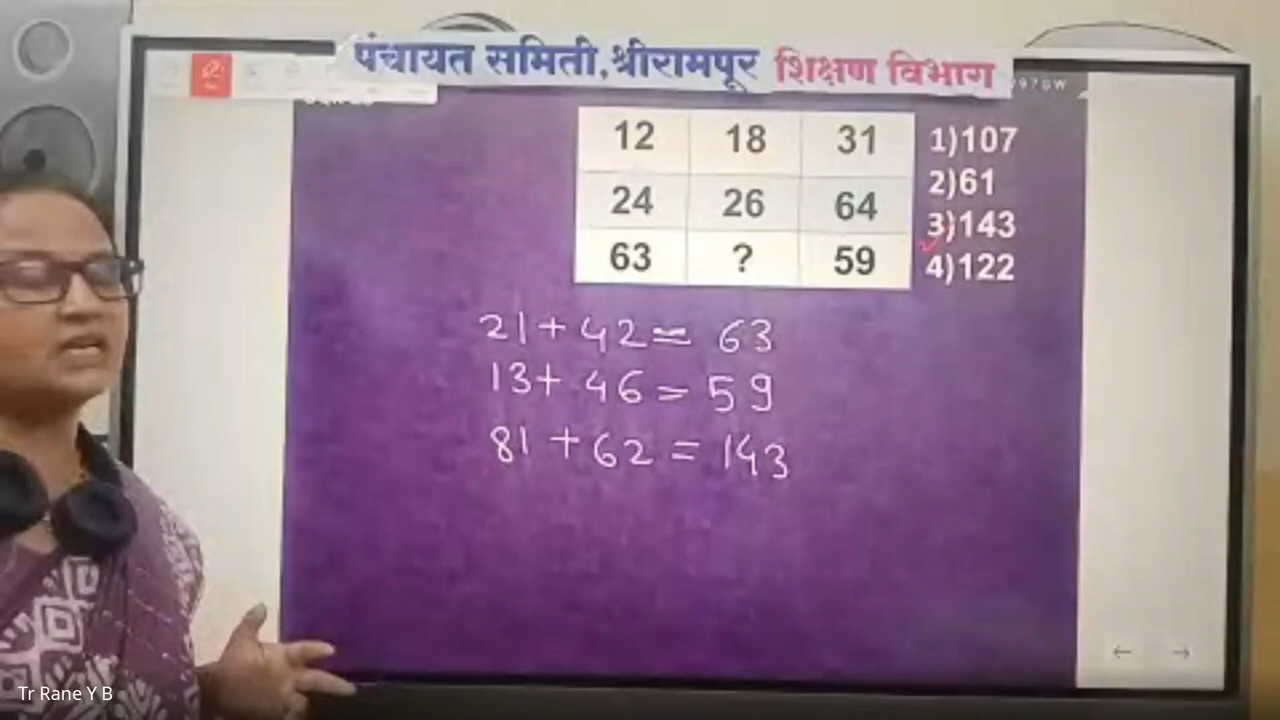 पंचायत समिती,श्रीरामपूर शिक्षण विभाग
12 18 31
24 26 64
63 ? 59
1)107
2)61
3)143
4)122
21+42= 63
13+ 46 = 59
81 +62 = 143
Tr Rane Y B